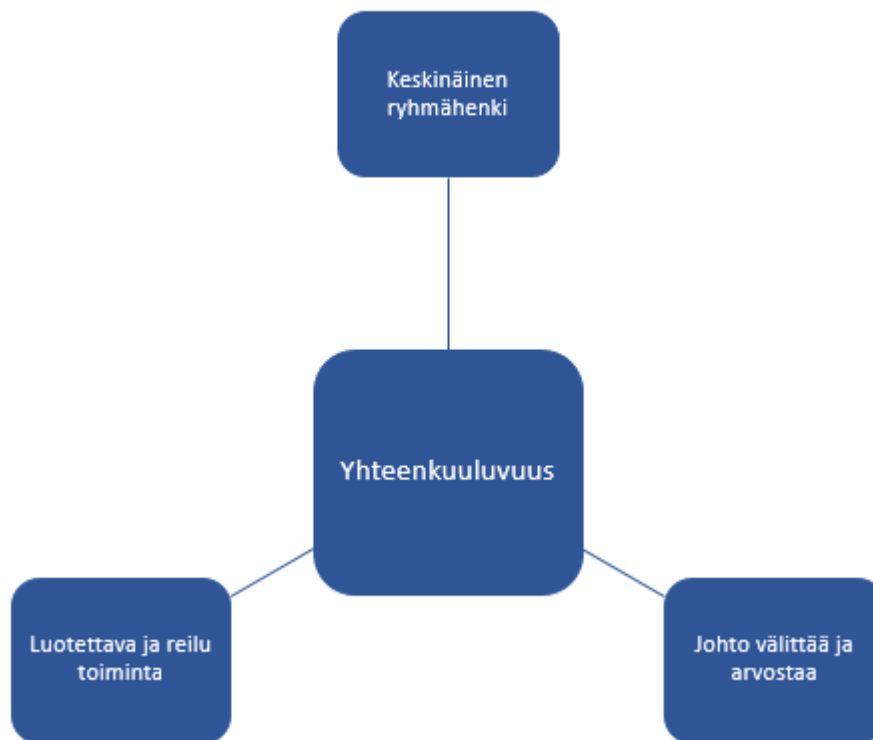 Keskinäinen
ryhmähenki
Yhteenkuuluvuus
Luotettava ja reilu
toiminta
Johto välittää ja
arvostaa